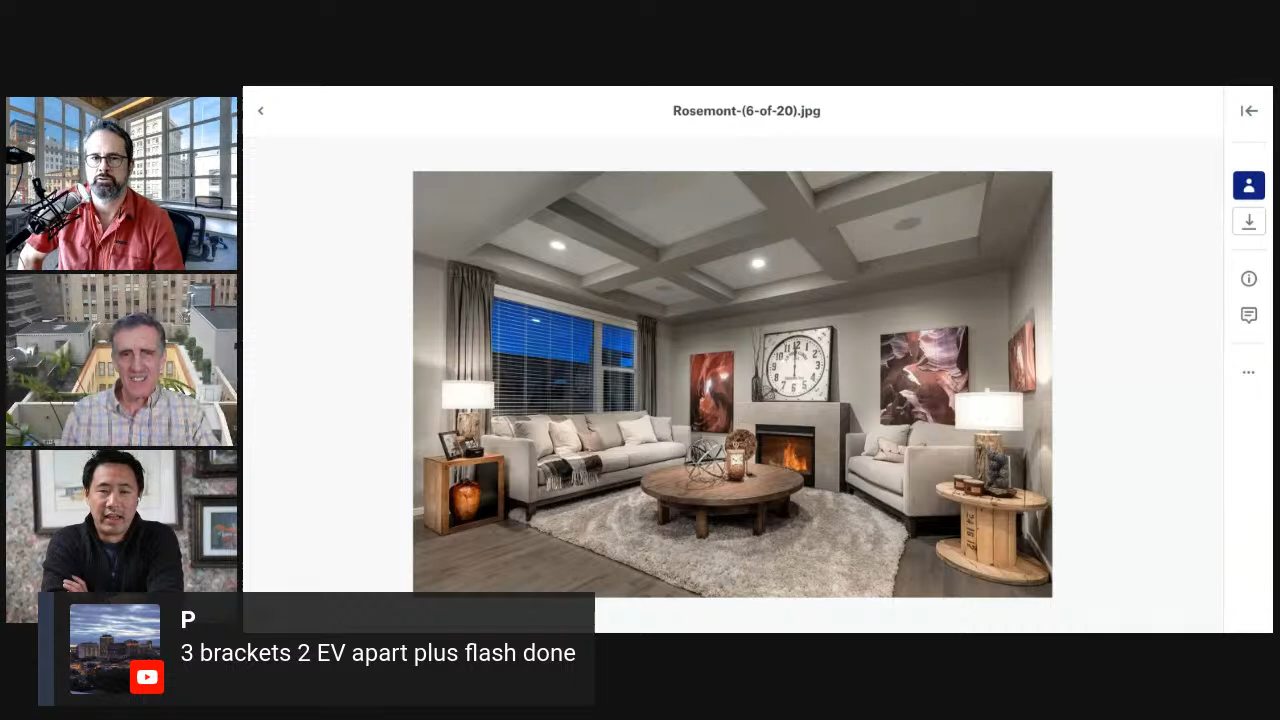 Rosemont-(6-of-20).jpg
P
3 brackets 2 EV apart plus flash done